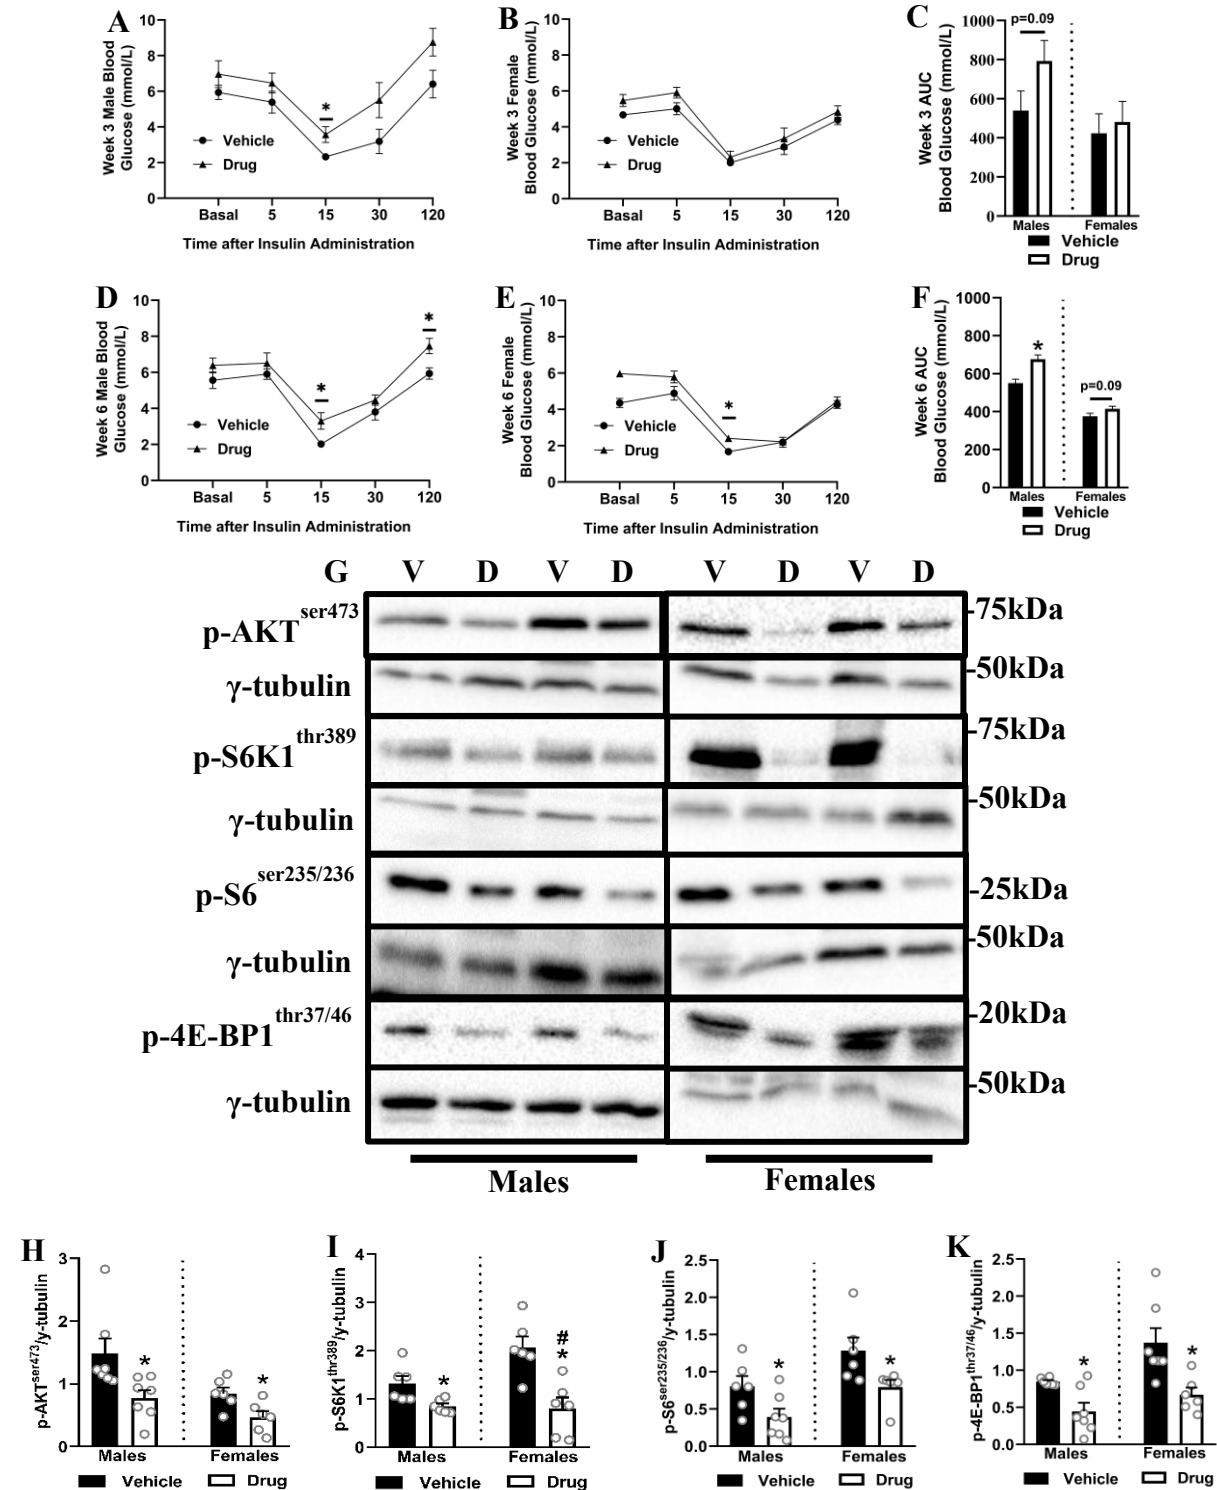 A
Week 3 Male Blood
Glucose (mmol/L)
10
8
6
4
2
0
*
Vehicle
Drug
Basal 5 15 30 120
Time after Insulin Administration
B
Week 3 Female
Blood Glucose (mmol/L)
10
8
6
4
2
0
Vehicle
Drug
Basal 5 15 30 120
Time after Insulin Administration
C
Week 3 AUC
Blood Glucose (mmol/L)
1000
800
600
400
200
0
p=0.09
Males Females
Vehicle
Drug
D
Week 6 Male Blood
Glucose (mmol/L)
10
8
6
4
2
0
* *
Vehicle
Drug
Basal 5 15 30 120
Time after Insulin Administration
E
Week 6 Female
Blood Glucose (mmol/L)
10
8
6
4
2
0
*
Vehicle
Drug
Basal 5 15 30 120
Time after Insulin Administration
F
Week 6 AUC
Blood Glucose (mmol/L)
1000
800
600
400
200
0
*
p=0.09
Males Females
Vehicle
Drug
G V D V D V D V D
p-AKTser473 -75kDa
γ-tubulin -50kDa
p-S6K1thr389 -75kDa
γ-tubulin -50kDa
p-S6ser235/236 -25kDa
γ-tubulin -50kDa
p-4E-BP1thr37/46 -20kDa
γ-tubulin -50kDa
Males Females
H
p-AKTser473/y-tubulin
3
2
1
0
* *
Males Females
Vehicle Drug
I
p-S6K1thr389/y-tubulin
4
3
2
1
0
*
#
*
Males Females
Vehicle Drug
J
p-S6ser235/236/y-tubulin
2.5
2.0
1.5
1.0
0.5
0.0
* *
Males Females
Vehicle Drug
K
p-4E-BP1thr37/46/y-tubulin
2.5
2.0
1.5
1.0
0.5
0.0
* *
Males Females
Vehicle Drug